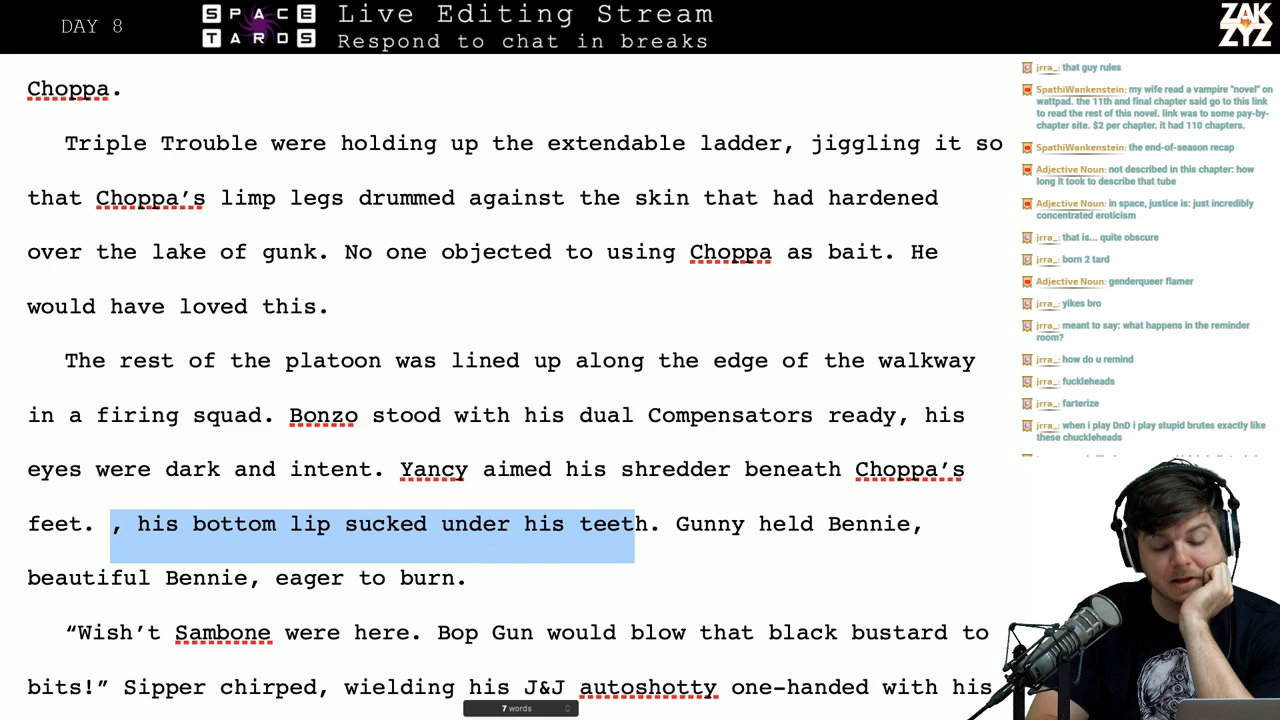 DAY 8
SPACE
TARDS
Live Editing Stream
Respond to chat in breaks
ZAK
ZYZ
Choppa.
Triple Trouble were holding up the extendable ladder, jiggling it so
that Choppa’s limp legs drummed against the skin that had hardened
over the lake of gunk. No one objected to using Choppa as bait. He
would have loved this.
The rest of the platoon was lined up along the edge of the walkway
in a firing squad. Bonzo stood with his dual Compensators ready, his
eyes were dark and intent. Yancy aimed his shredder beneath Choppa’s
feet. , his bottom lip sucked under his teeth. Gunny held Bennie,
beautiful Bennie, eager to burn.
“Wish’t Sambone were here. Bop Gun would blow that black bustard to
bits!” Sipper chirped, wielding his J&J autoshotty one-handed with his
7 words
jrra_: that guy rules
SpathiWankenstein: my wife read a vampire "novel" on
wattpad. the 11th and final chapter said go to this link
to read the rest of this novel. link was to some pay-by-
chapter site. $2 per chapter. it had 110 chapters.
SpathiWankenstein: the end-of-season recap
Adjective Noun: not described in this chapter: how
long it took to describe that tube
Adjective Noun: in space, justice is: just incredibly
concentrated eroticism
jrra_: that is... quite obscure
jrra_: born 2 tard
Adjective Noun: genderqueer flamer
jrra_: yikes bro
jrra_: meant to say: what happens in the reminder
room?
jrra_: how do u remind
jrra_: fuckleheads
jrra_: farterize
jrra_: when i play DnD i play stupid brutes exactly like
these chuckleheads